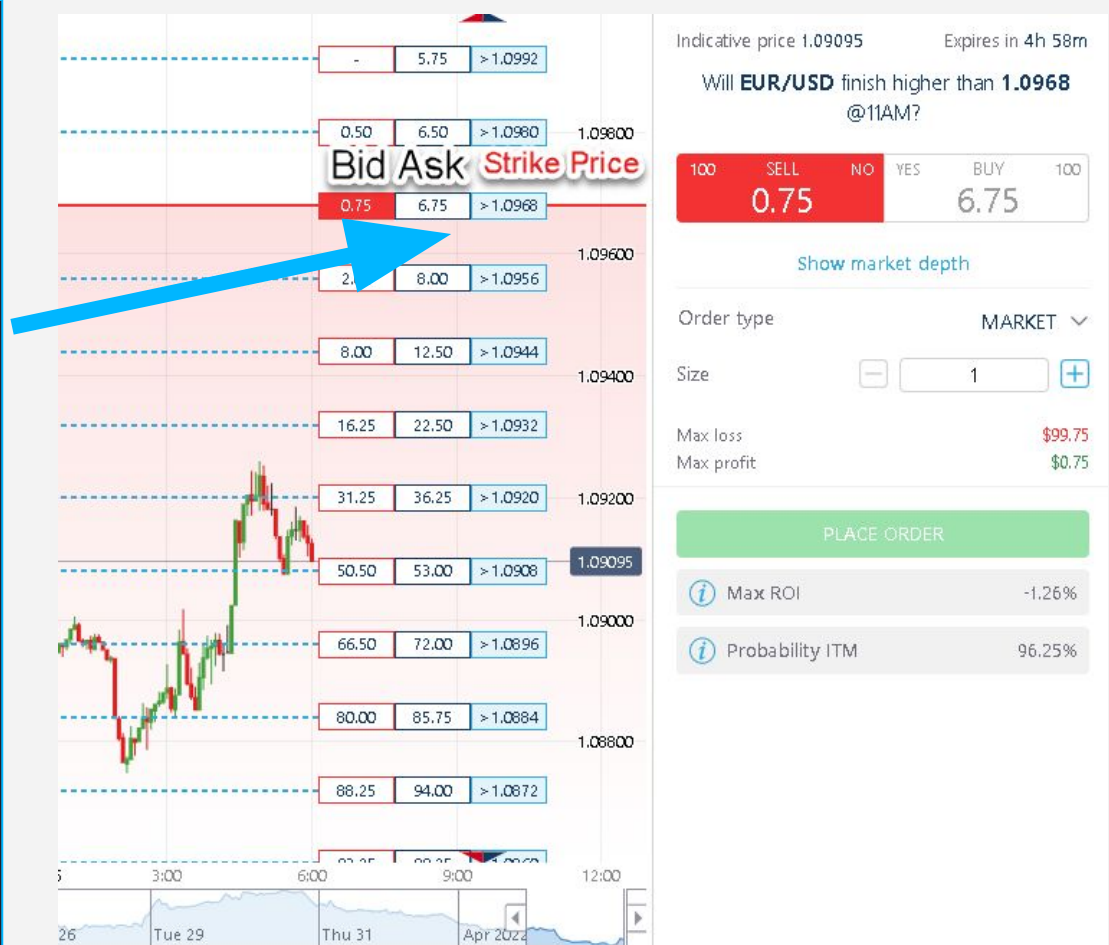 - 5.75 >1.0992
0.50 6.50 >1.0980 1.09800
Bid Ask Strike Price
0.75 6.75 >1.0968
1.09600
8.00 >1.0956
8.00 12.50 >1.0944
1.09400
16.25 22.50 >1.0932
31.25 36.25 >1.0920 1.09200
1.09095
50.50 53.00 >1.0908
1.09000
66.50 72.00 >1.0896
80.00 85.75 >1.0884
1.08800
88.25 94.00 >1.0872
3:00 6:00 9:00 12:00
26 Tue 29 Thu 31 Apr 2022
Indicative price 1.09095 Expires in 4h 58m
Will EUR/USD finish higher than 1.0968
@11AM?
100 SELL NO YES BUY 100
0.75 6.75
Show market depth
Order type MARKET
Size 1
Max loss $99.75
Max profit $0.75
PLACE ORDER
i Max ROI -1.26%
i Probability ITM 96.25%